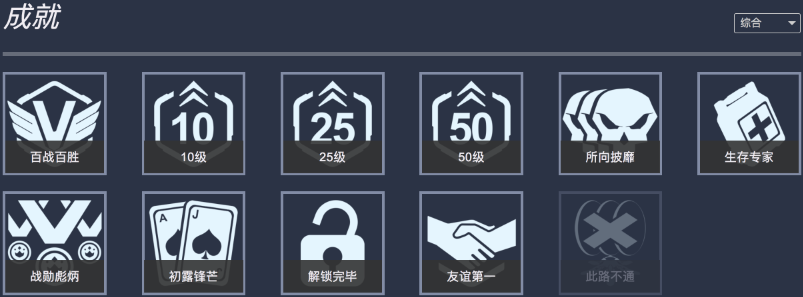 成就
综合
V
百战百胜
10
10级
25
25级
50
50级
所向披靡
生存专家
战勋彪炳
A J
初露锋芒
解锁完毕
友谊第一
此路不通